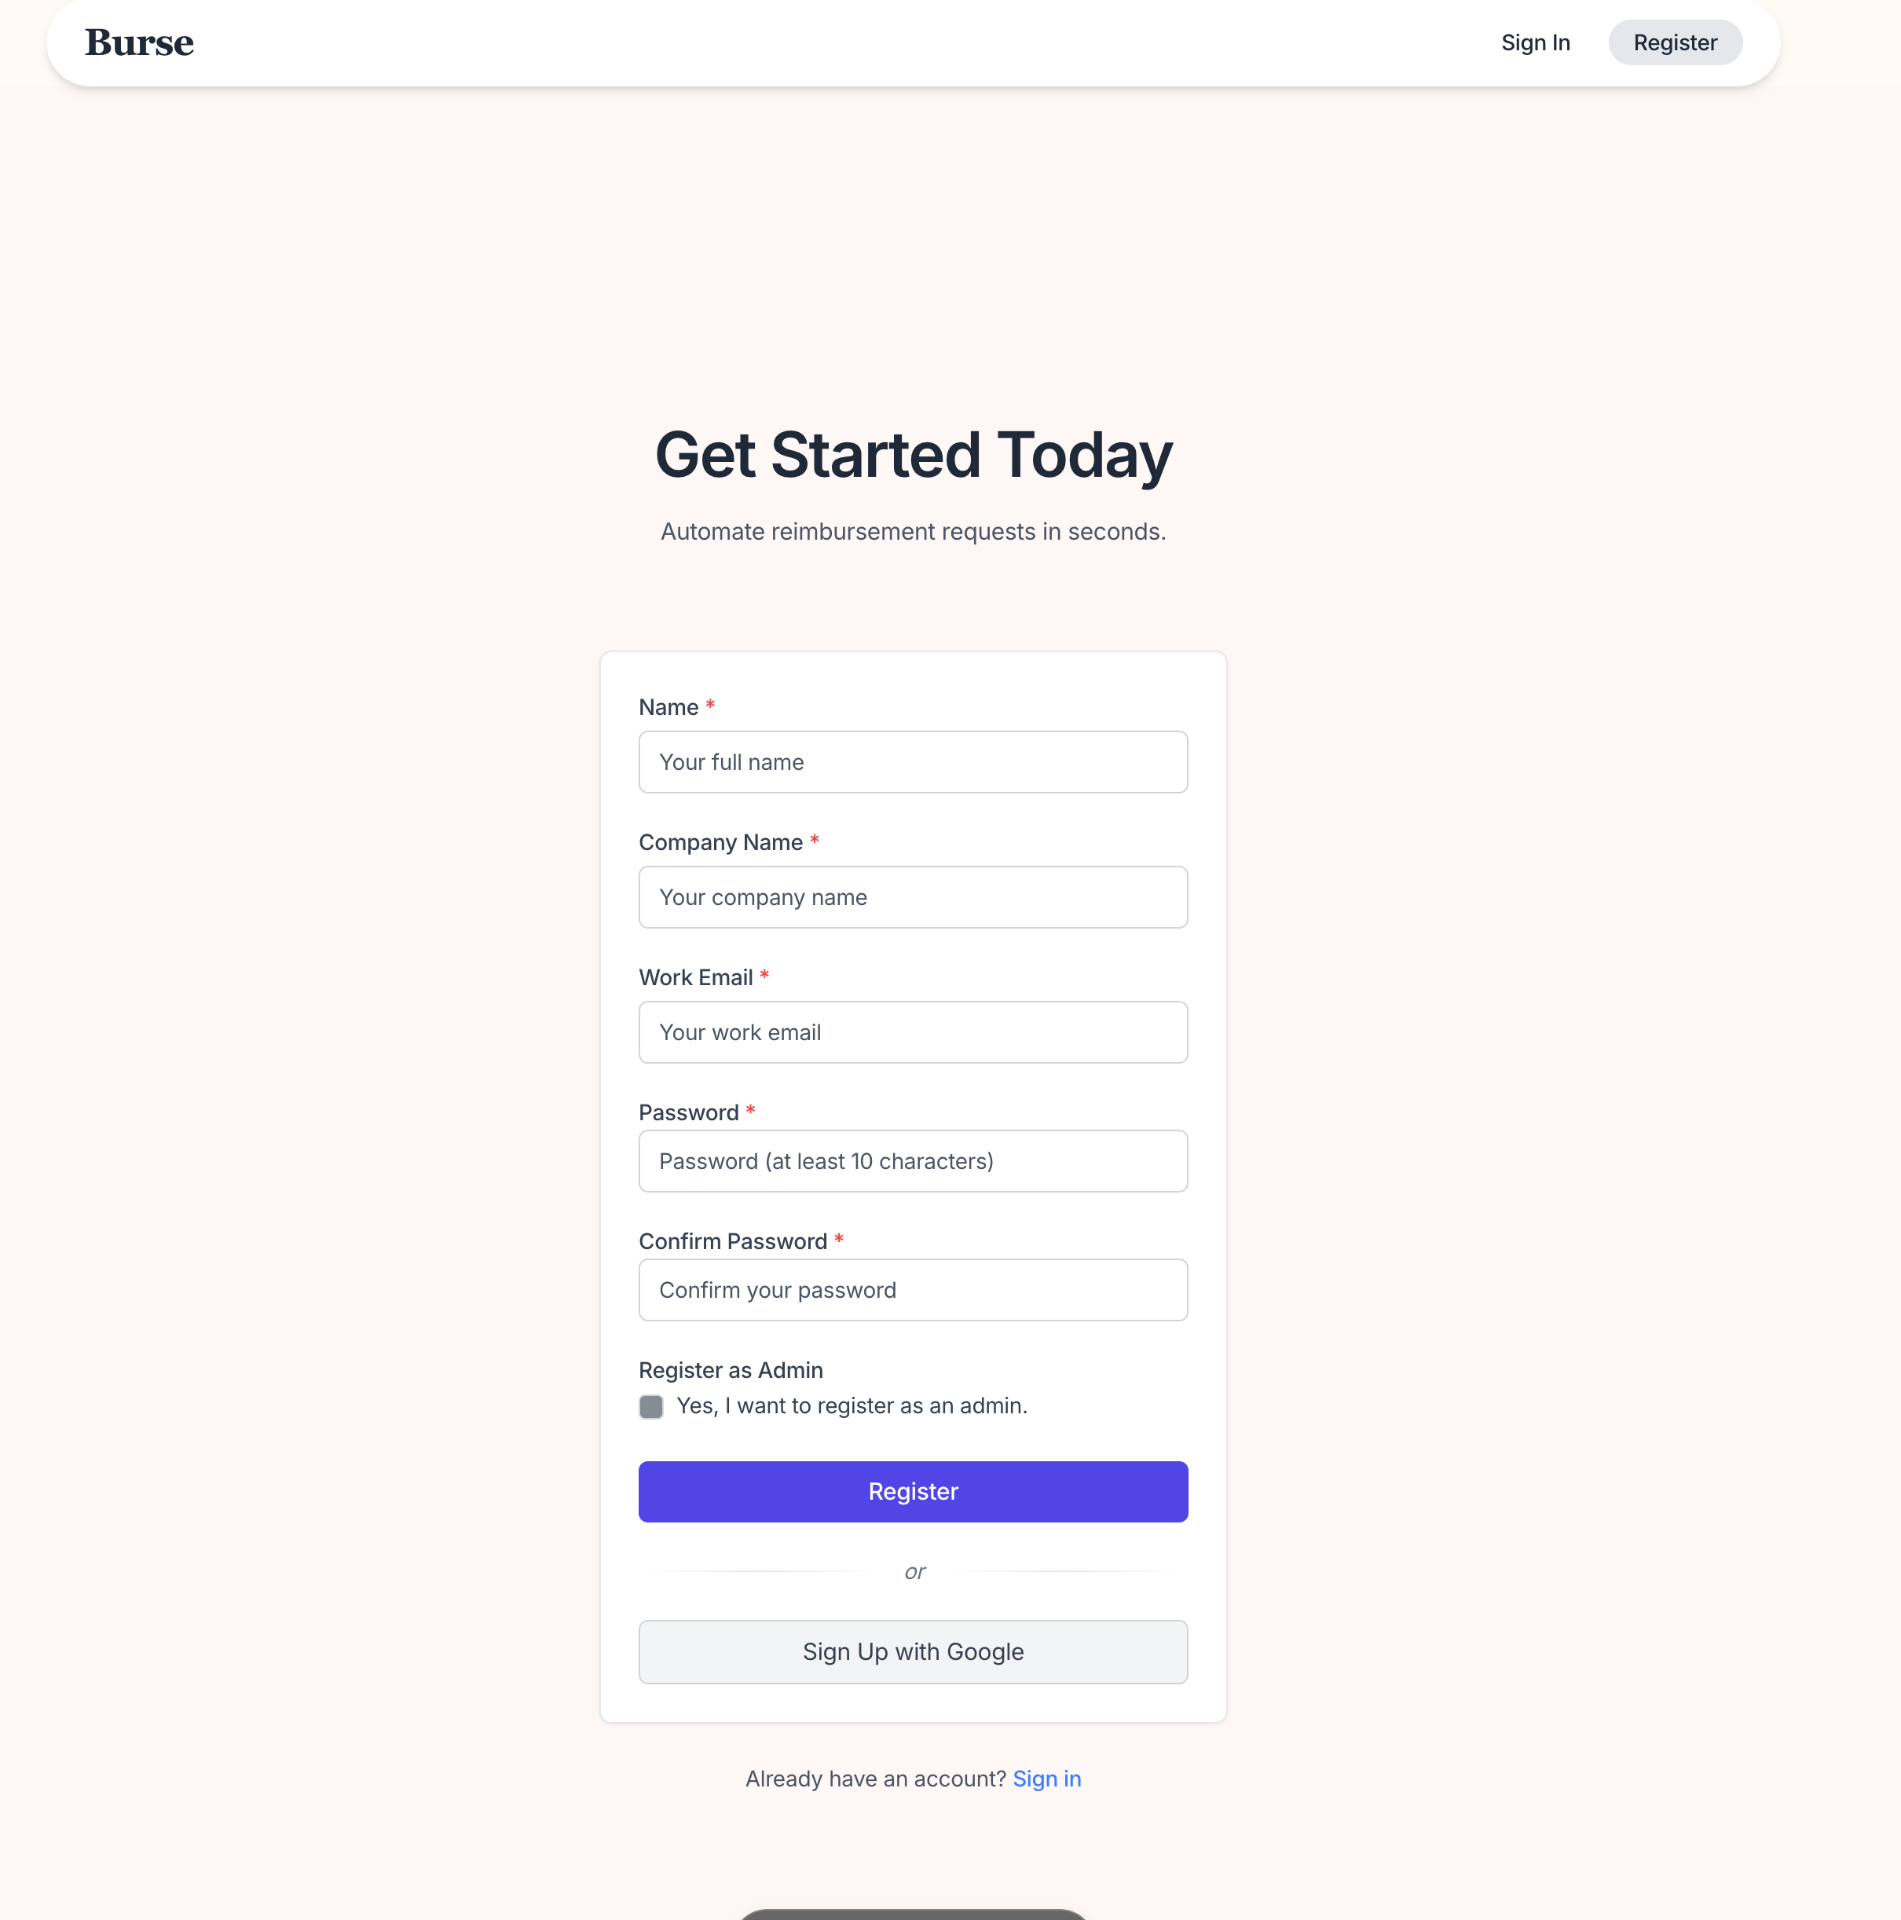 Burse
Sign In
Register
Get Started Today
Automate reimbursement requests in seconds.
Name *
Your full name
Company Name *
Your company name
Work Email *
Your work email
Password *
Password (at least 10 characters)
Confirm Password *
Confirm your password
Register as Admin
Yes, I want to register as an admin.
Register
or
Sign Up with Google
Already have an account? Sign in